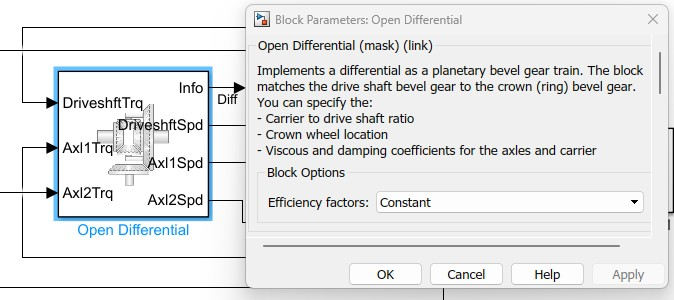 Info
Diff
DriveshftTrq
DriveshftSpd
Axl1Trq
Axl1Spd
Axl2Trq
Axl2Spd
Open Differential
Block Parameters: Open Differential
Open Differential (mask) (link)
Implements a differential as a planetary bevel gear train. The block
matches the drive shaft bevel gear to the crown (ring) bevel gear.
You can specify the:
- Carrier to drive shaft ratio
- Crown wheel location
- Viscous and damping coefficients for the axles and carrier
Block Options
Efficiency factors: Constant
OK Cancel Help Apply